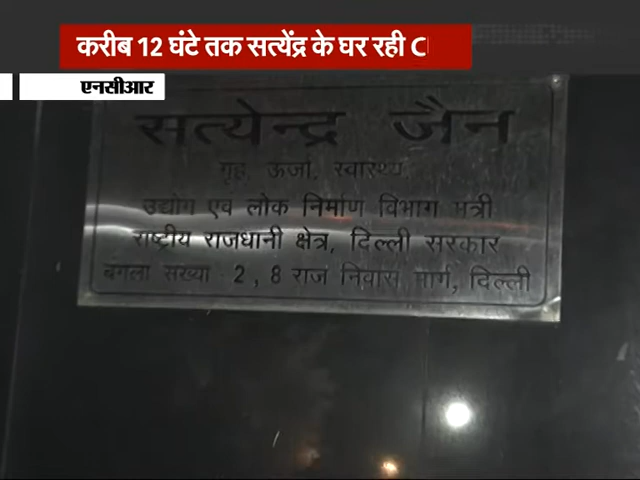 करीब 12 घंटे तक सत्येंद्र के घर रही C
एनसीआर
सत्येन्द्र जैन
गृह, ऊर्जा, स्वास्थ्य,
उद्योग एवं लोक निर्माण विभाग मंत्री
राष्ट्रीय राजधानी क्षेत्र, दिल्ली सरकार
बंगला संख्या 2 , 8 राज निवास मार्ग, दिल्ली